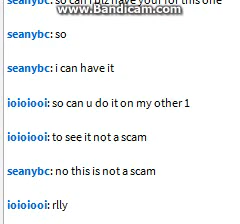 seanybc: so can i plz have your for this one
www.Bandicam.com
seanybc: so
seanybc: i can have it
ioioiooi: so can u do it on my other 1
ioioiooi: to see it not a scam
seanybc: no this is not a scam
ioioiooi: rlly